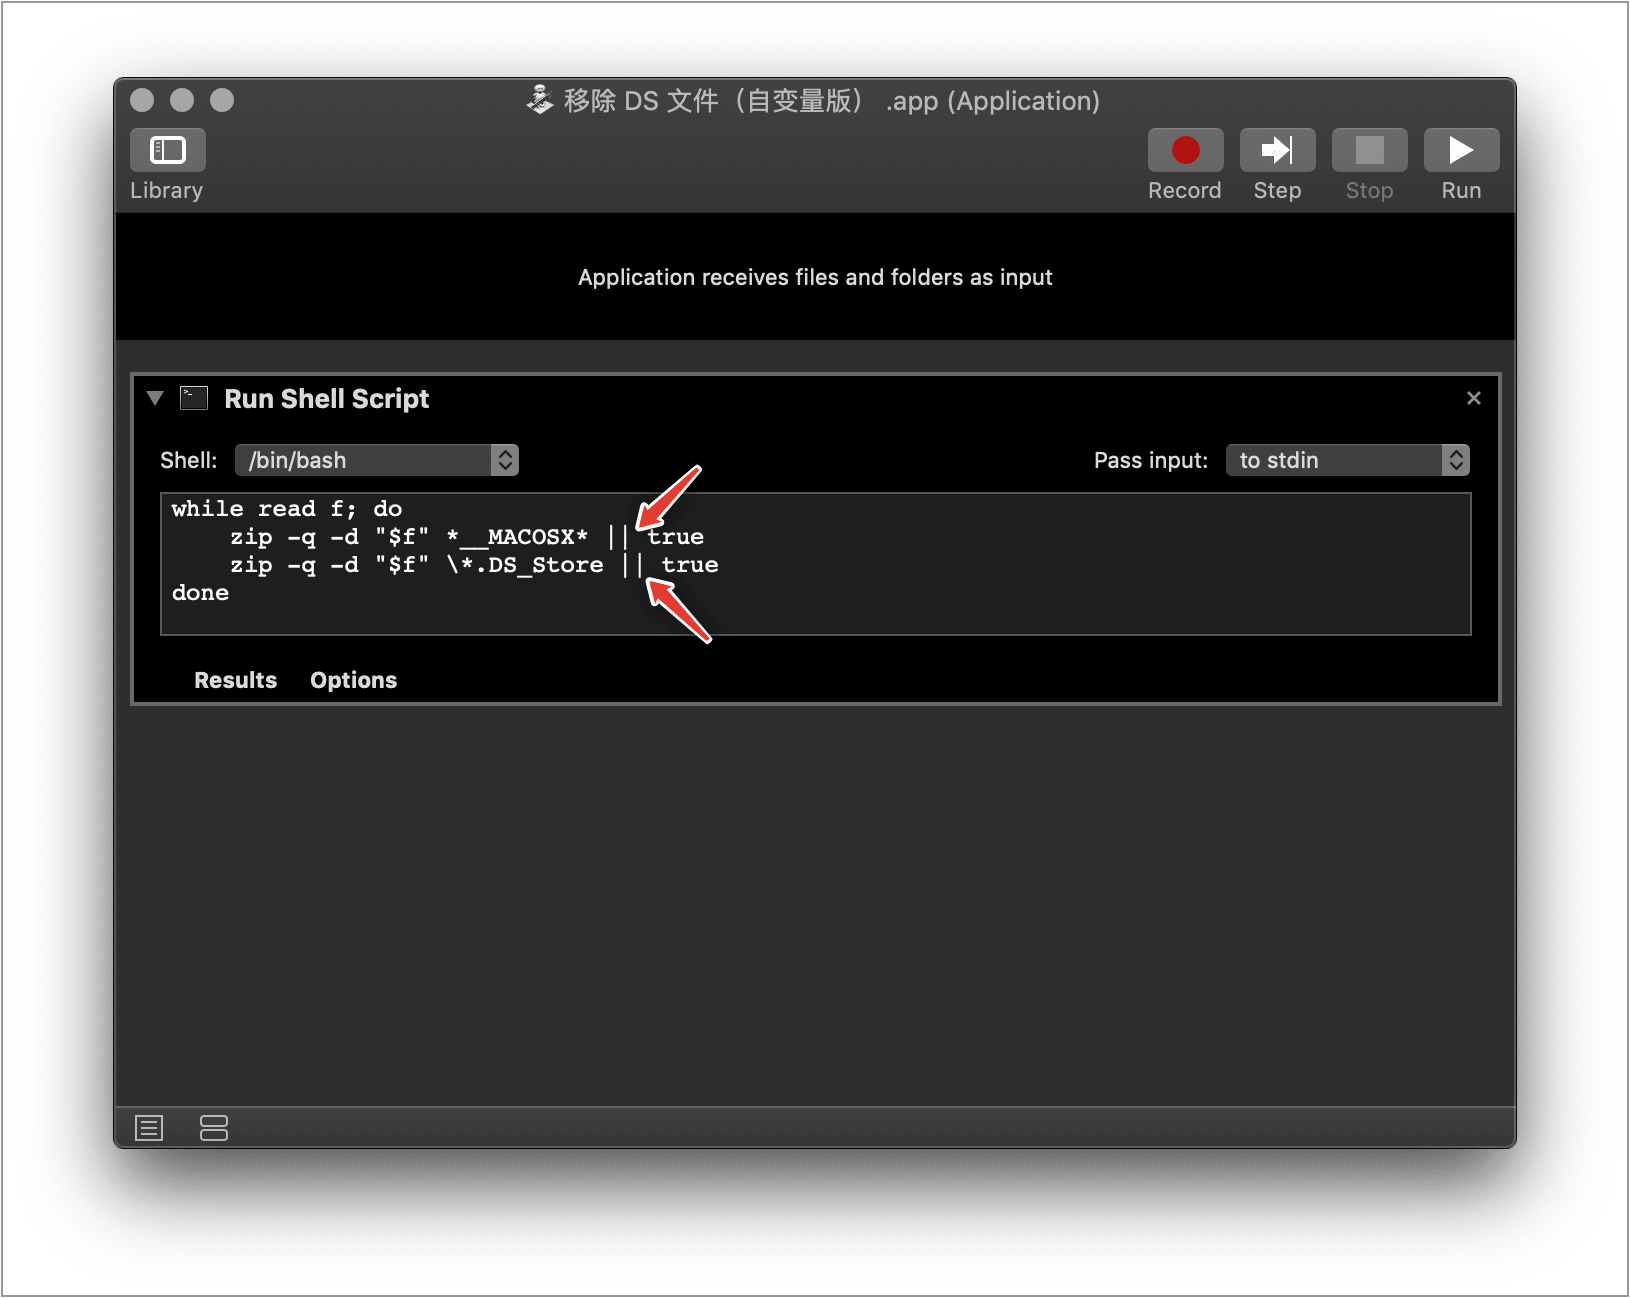 移除 DS 文件（自变量版） .app (Application)
Library
Record Step Stop Run
Application receives files and folders as input
Run Shell Script
Shell: /bin/bash Pass input: to stdin
while read f; do
    zip -q -d "$f" *__MACOSX* || true
    zip -q -d "$f" \*.DS_Store || true
done
Results Options